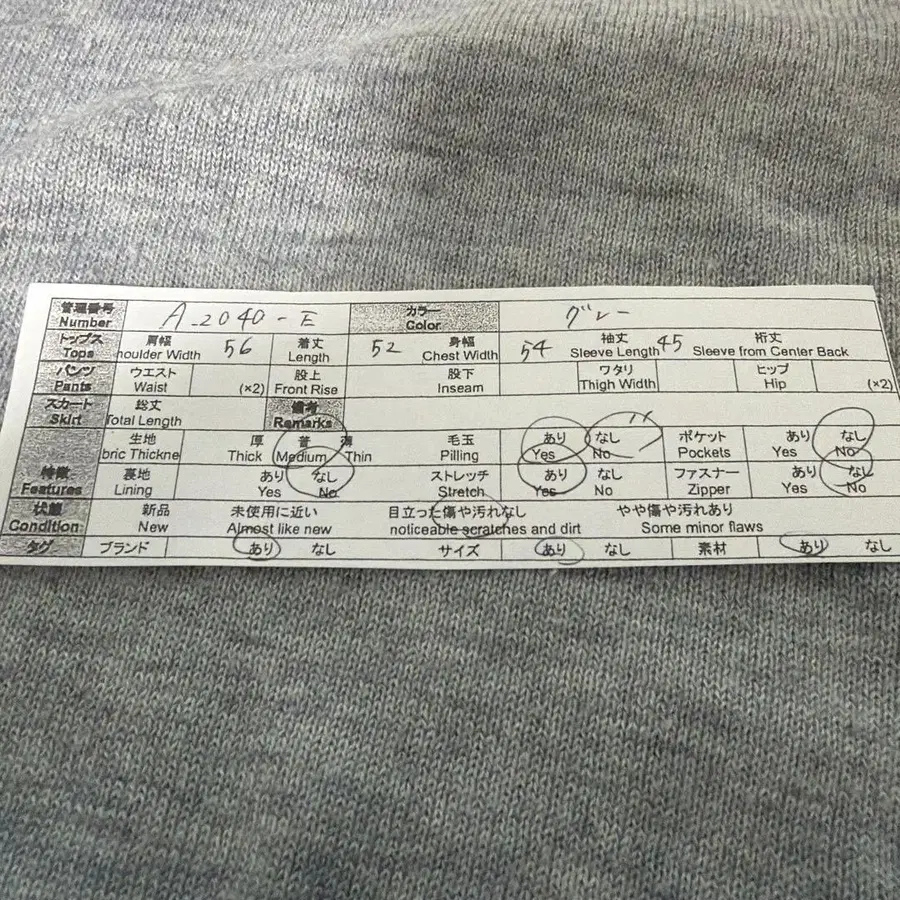 管理番号 A-2040-E カラー グレー
Number Color
トップス 肩幅 56 着丈 52 身幅 54 袖丈 45 裄丈
Tops houlder Width Length Chest Width Sleeve Length Sleeve from Center Back
パンツ ウエスト 股上 股下 ワタリ ヒップ
Pants Waist (×2) Front Rise Inseam Thigh Width Hip (×2)
スカート 総丈 備考
Skirt Total Length Remarks
生地 厚 普 薄 毛玉 あり なし ポケット あり なし
bric Thickne Thick Medium Thin Pilling Yes No Pockets Yes No
特徴 裏地 あり なし ストレッチ あり なし ファスナー あり なし
Features Lining Yes No Stretch Yes No Zipper Yes No
状態 新品 未使用に近い 目立った傷や汚れなし やや傷や汚れあり
Condition New Almost like new noticeable scratches and dirt Some minor flaws
タグ ブランド あり なし サイズ あり なし 素材 あり なし